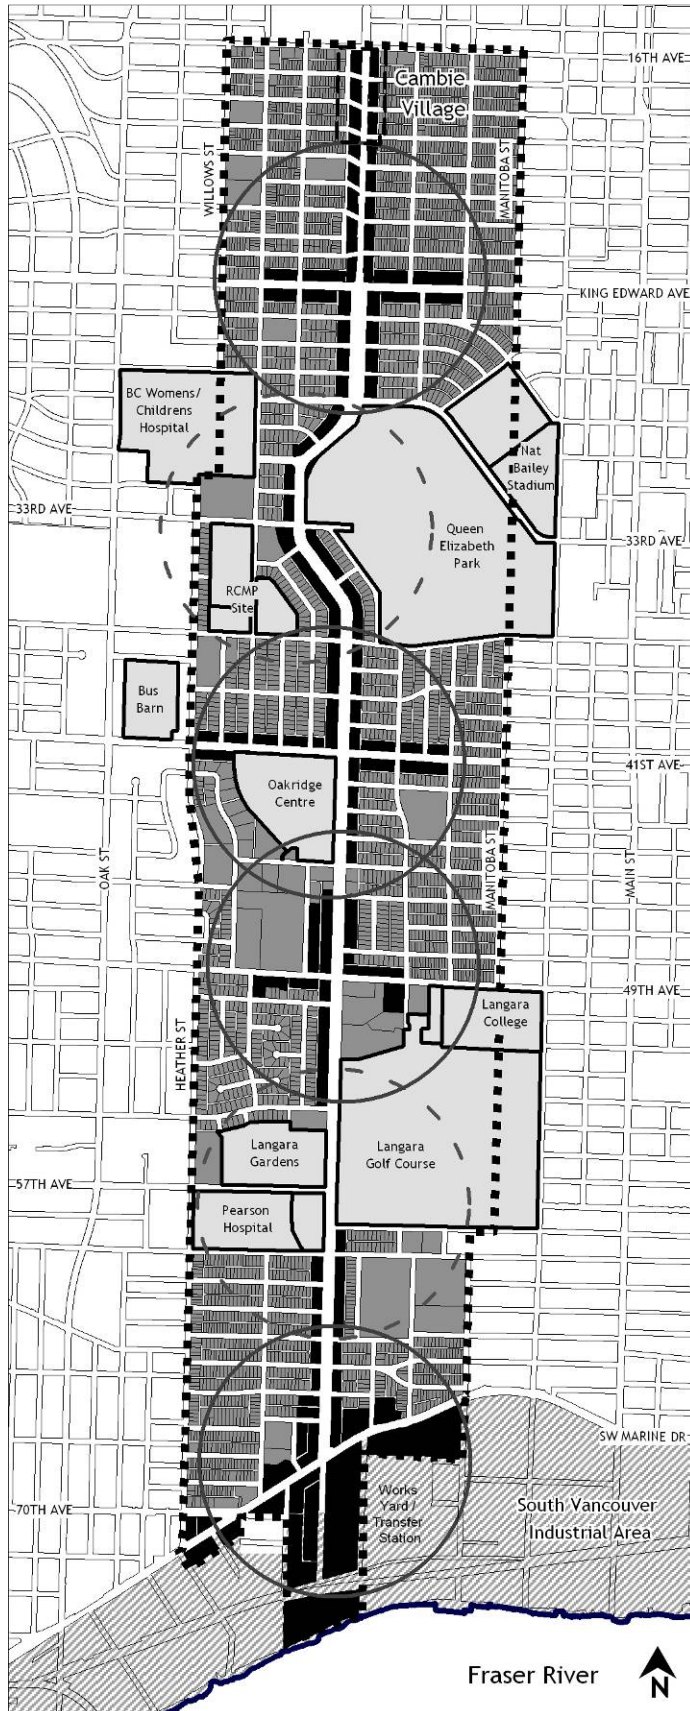 16TH AVE
Cambie
Village
WILLOWS ST
MANITOBA ST
KING EDWARD AVE
BC Womens/
Childrens
Hospital
Nat
Bailey
Stadium
33RD AVE
Queen
Elizabeth
Park
33RD AVE
RCMP
Site
Bus
Barn
41ST AVE
Oakridge
Centre
OAK ST
MANITOBA ST
MAIN ST
49TH AVE
Langara
College
HEATHER ST
Langara
Gardens
Langara
Golf Course
57TH AVE
Pearson
Hospital
SW MARINE DR
70TH AVE
Works
Yard /
Transfer
Station
South Vancouver
Industrial Area
Fraser River
N